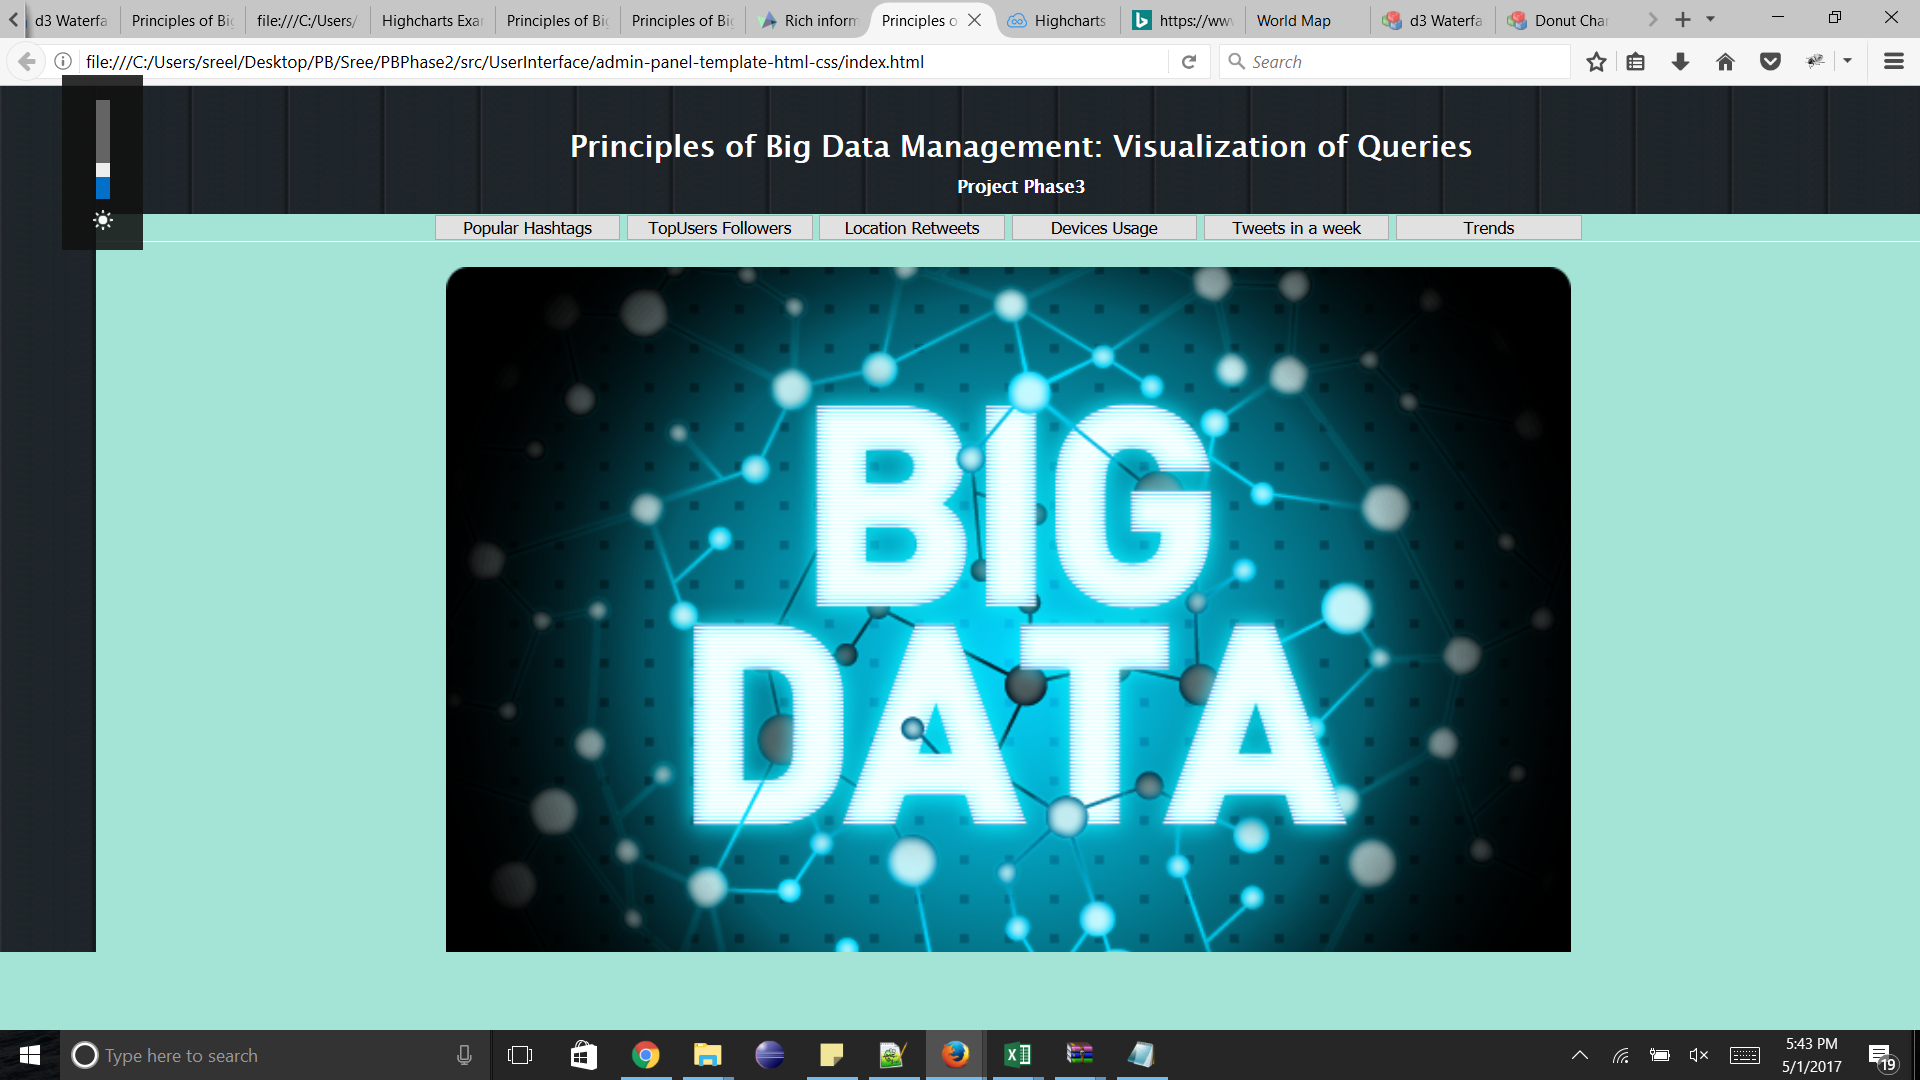 d3 Waterfa
Principles of Bi
file:///C:/Users/
Highcharts Exa
Principles of Bi
Principles of Bi
Rich inform
Principles o
Highcharts
https://ww
World Map
d3 Waterfa
Donut Cha
file:///C:/Users/sreel/Desktop/PB/Sree/PBPhase2/src/UserInterface/admin-panel-template-html-css/index.html
Search
Principles of Big Data Management: Visualization of Queries
Project Phase3
Popular Hashtags
TopUsers Followers
Location Retweets
Devices Usage
Tweets in a week
Trends
BIG
DATA
Type here to search
5:43 PM
5/1/2017
19